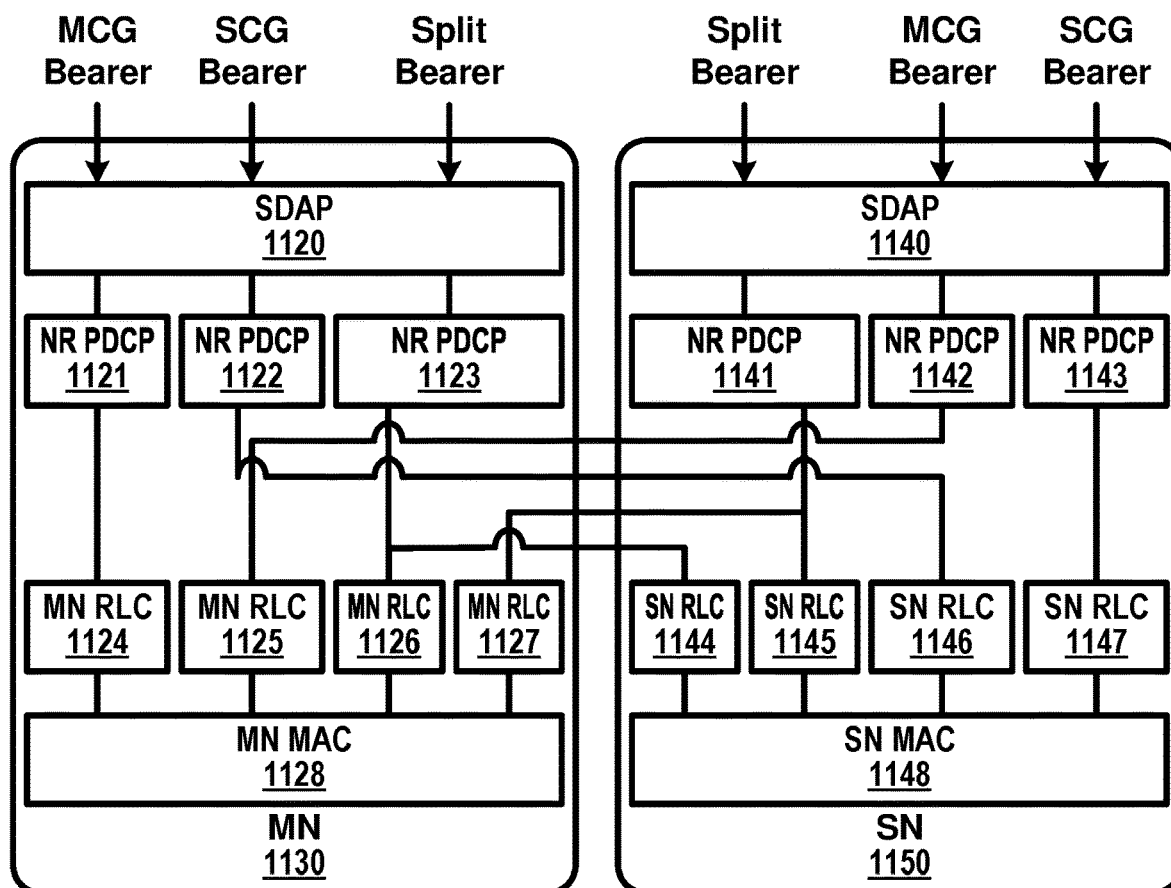 MCG Bearer
SCG Bearer
Split Bearer
Split Bearer
MCG Bearer
SCG Bearer
SDAP
1120
SDAP
1140
NR PDCP
1121
NR PDCP
1122
NR PDCP
1123
NR PDCP
1141
NR PDCP
1142
NR PDCP
1143
MN RLC
1124
MN RLC
1125
MN RLC
1126
MN RLC
1127
SN RLC
1144
SN RLC
1145
SN RLC
1146
SN RLC
1147
MN MAC
1128
SN MAC
1148
MN
1130
SN
1150